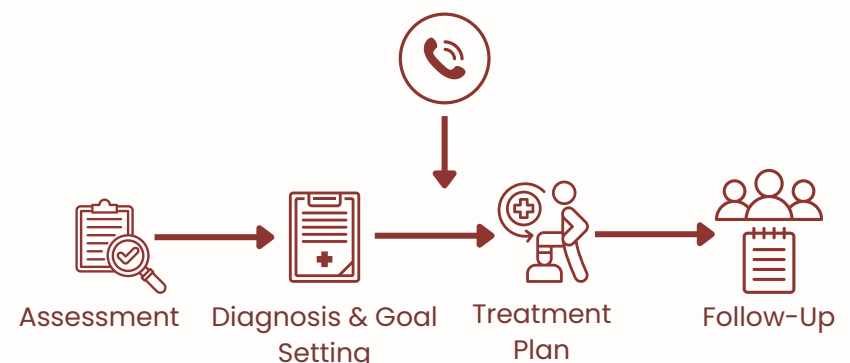 Assessment
Diagnosis & Goal
Setting
Treatment
Plan
Follow-Up